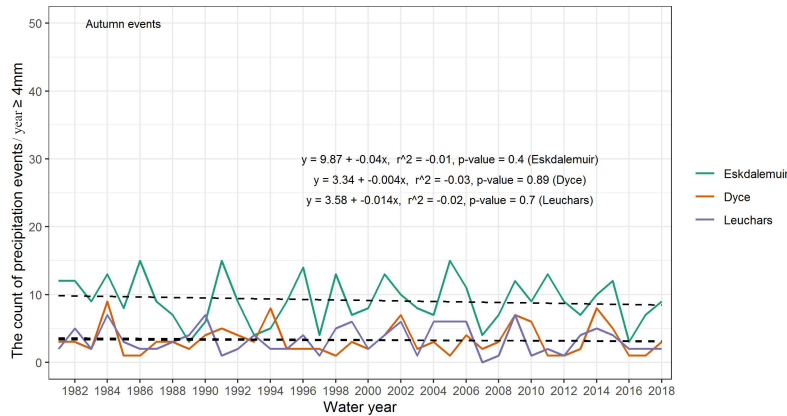 Autumn events
50
40
30
20
10
0
The count of precipitation events/ year ≥ 4mm
y = 9.87 + -0.04x, r^2 = -0.01, p-value = 0.4 (Eskdalemuir)
y = 3.34 + -0.004x, r^2 = -0.03, p-value = 0.89 (Dyce)
y = 3.58 + -0.014x, r^2 = -0.02, p-value = 0.7 (Leuchars)
Eskdalemuir
Dyce
Leuchars
1982 1984 1986 1988 1990 1992 1994 1996 1998 2000 2002 2004 2006 2008 2010 2012 2014 2016 2018
Water year